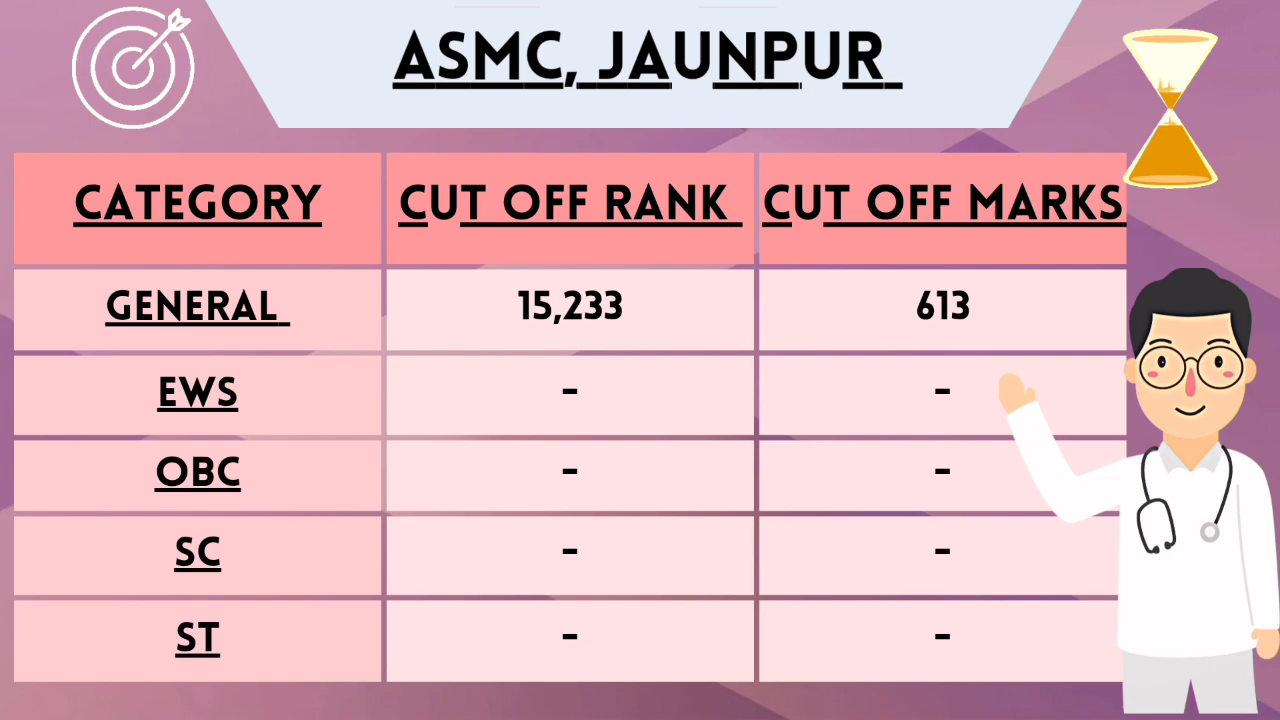 ASMC, JAUNPUR
CATEGORY CUT OFF RANK CUT OFF MARKS
GENERAL 15,233 613
EWS - -
OBC - -
SC - -
ST - -